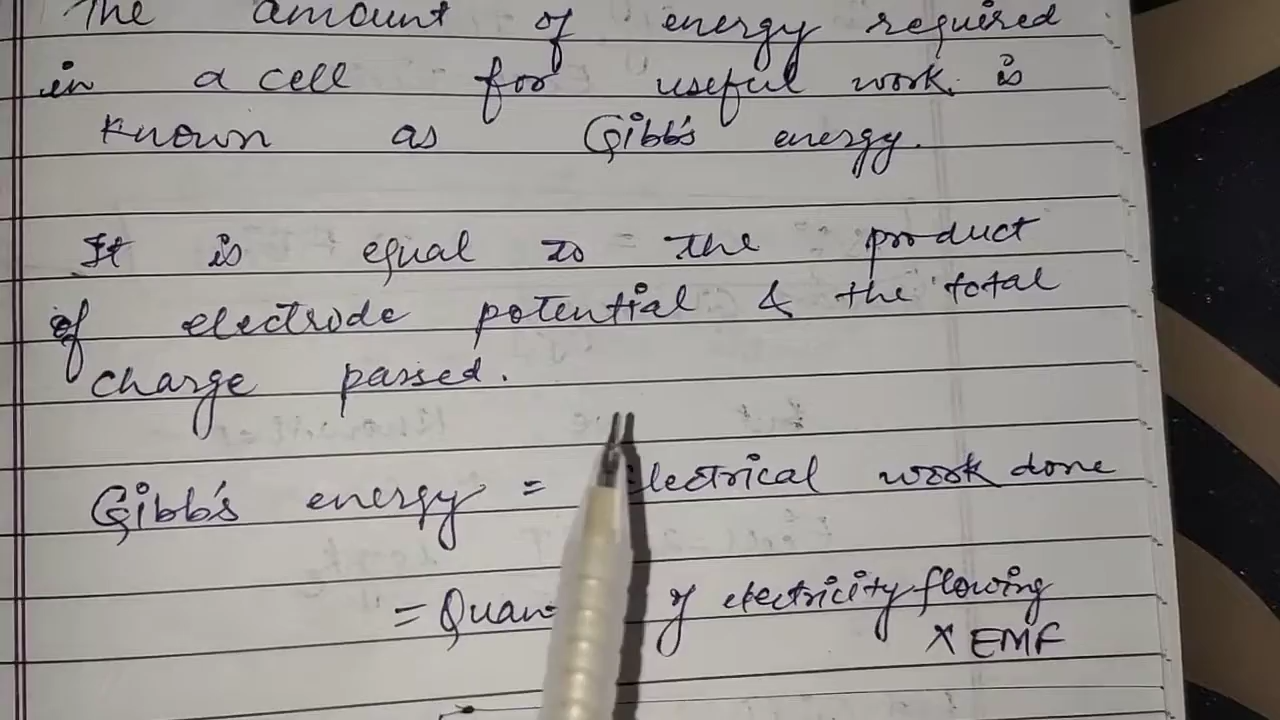 The amount of energy required
in a cell for useful work is
known as Gibb's energy.
It is equal to the product
of electrode potential & the total
charge passed.
Gibb's energy = Electrical work done
= Quan of electricity flowing
X EMF